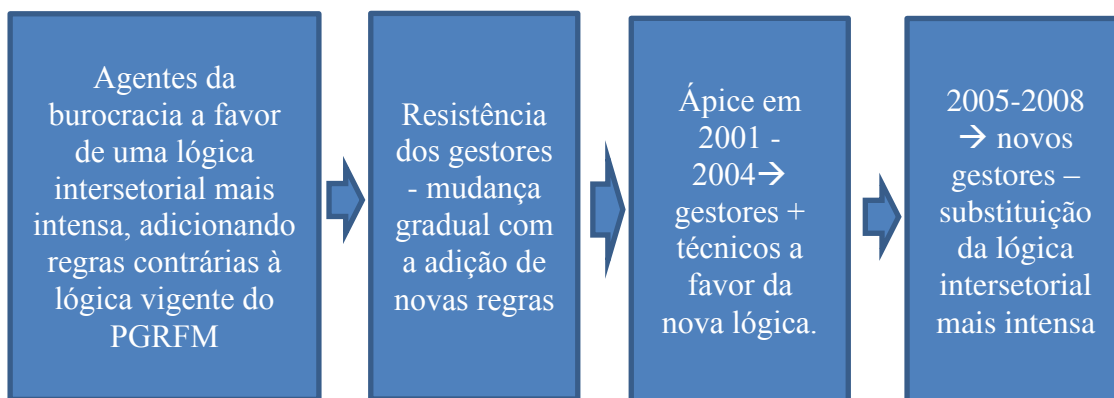 Agentes da
burocracia a favor
de uma lógica
intersetorial mais
intensa, adicionando
regras contrárias à
lógica vigente do
PGRFM
Resistência
dos gestores
- mudança
gradual com
a adição de
novas regras
Ápice em
2001 -
2004→
gestores +
técnicos a
favor da
nova lógica.
2005-2008
→ novos
gestores –
substituição
da lógica
intersetorial
mais intensa